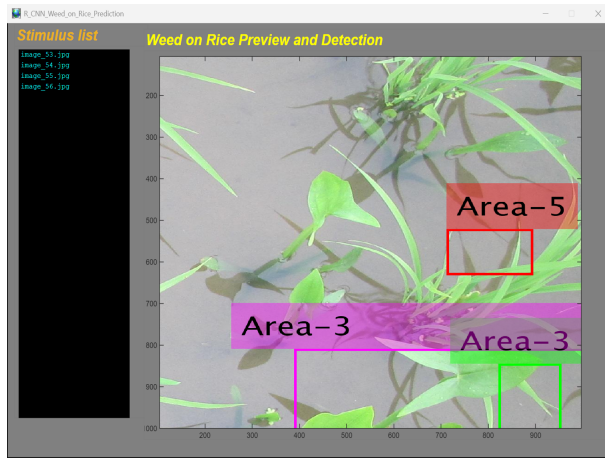 R_CNN_Weed_on_Rice_Prediction
Stimulus list
Weed on Rice Preview and Detection
image_53.jpg
image_54.jpg
image_55.jpg
image_56.jpg
200
300
400
500
600
700
800
900
1000
Area-5
Area-3
Area-3
200 300 400 500 600 700 800 900